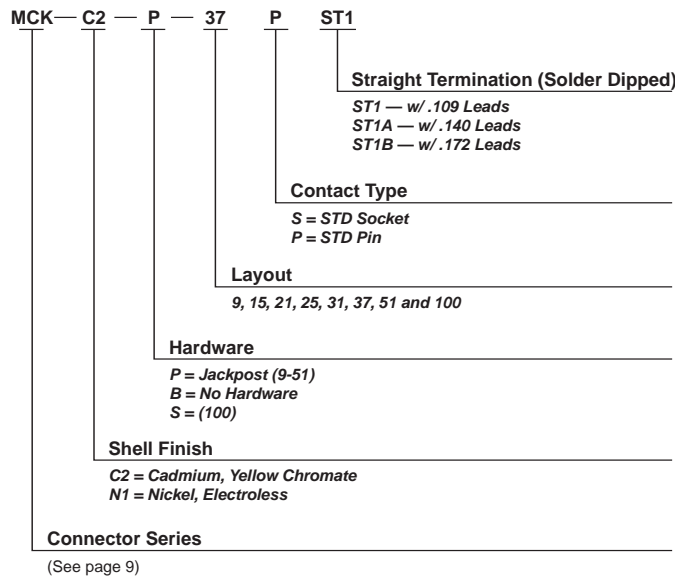 MCK — C2 — P — 37 P ST1
Straight Termination (Solder Dipped)
ST1 — w/ .109 Leads
ST1A — w/ .140 Leads
ST1B — w/ .172 Leads
Contact Type
S = STD Socket
P = STD Pin
Layout
9, 15, 21, 25, 31, 37, 51 and 100
Hardware
P = Jackpost (9-51)
B = No Hardware
S = (100)
Shell Finish
C2 = Cadmium, Yellow Chromate
N1 = Nickel, Electroless
Connector Series
(See page 9)